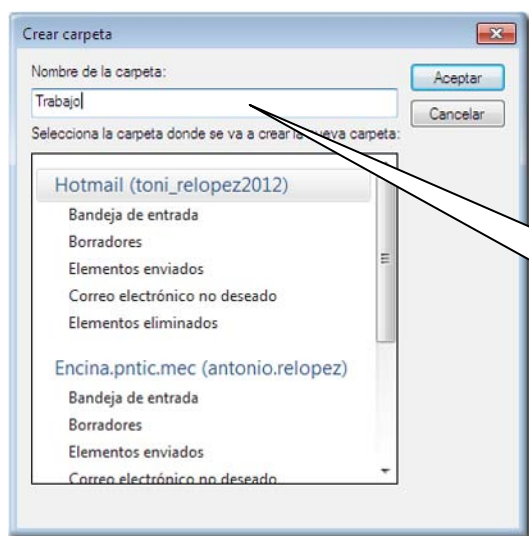 Crear carpeta
Nombre de la carpeta:
Aceptar
Trabajo
Cancelar
Selecciona la carpeta donde se va a crear la nueva carpeta:
Hotmail (toni_relopez2012)
Bandeja de entrada
Borradores
Elementos enviados
Correo electrónico no deseado
Elementos eliminados
Encina.pntic.mec (antonio.relopez)
Bandeja de entrada
Borradores
Elementos enviados
Correo electrónico no deseado